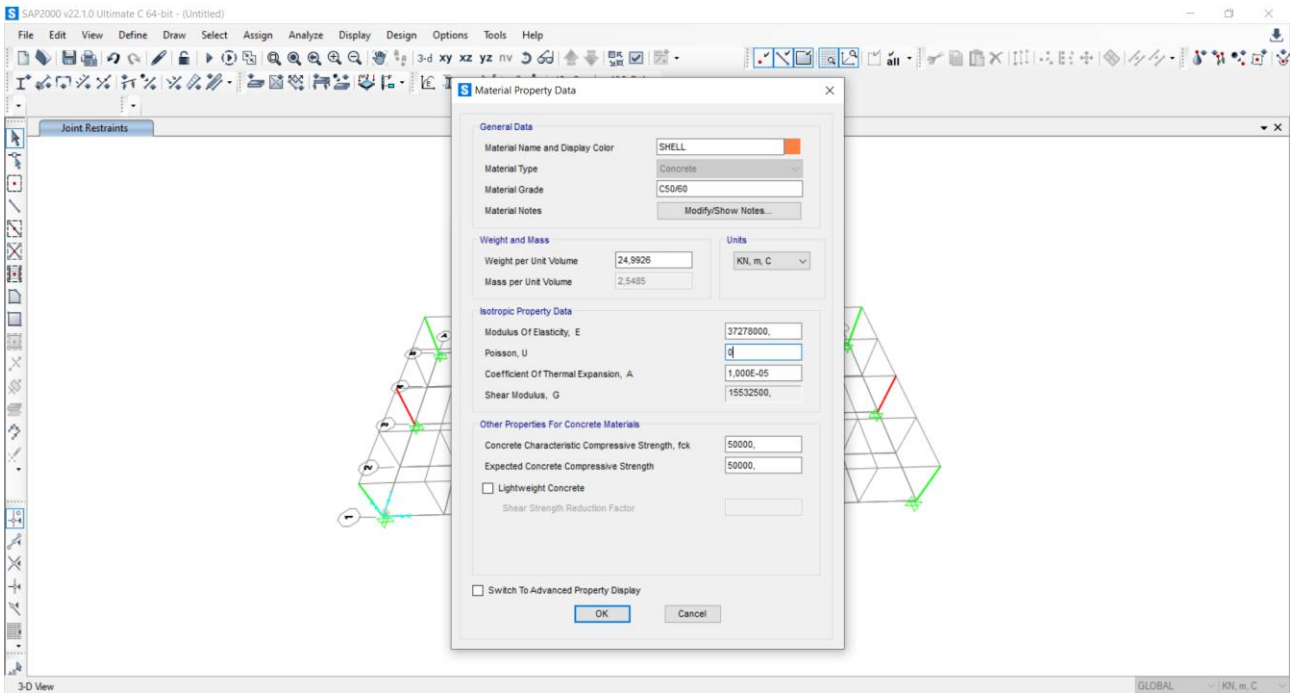 S SAP2000 v22.1.0 Ultimate C 64-bit - (Untitled)
File Edit View Define Draw Select Assign Analyze Display Design Options Tools Help
3-d xy xz yz nv
all
Joint Restraints
S Material Property Data
General Data
Material Name and Display Color SHELL
Material Type Concrete
Material Grade C50/60
Material Notes Modify/Show Notes...
Weight and Mass Units
Weight per Unit Volume 24,9926 KN, m, C
Mass per Unit Volume 2,5485
Isotropic Property Data
Modulus Of Elasticity, E 37278000,
Poisson, U 0
Coefficient Of Thermal Expansion, A 1,000E-05
Shear Modulus, G 15532500,
Other Properties For Concrete Materials
Concrete Characteristic Compressive Strength, fck 50000,
Expected Concrete Compressive Strength 50000,
Lightweight Concrete
Shear Strength Reduction Factor
Switch To Advanced Property Display
OK Cancel
2
1
3-D View GLOBAL KN, m, C